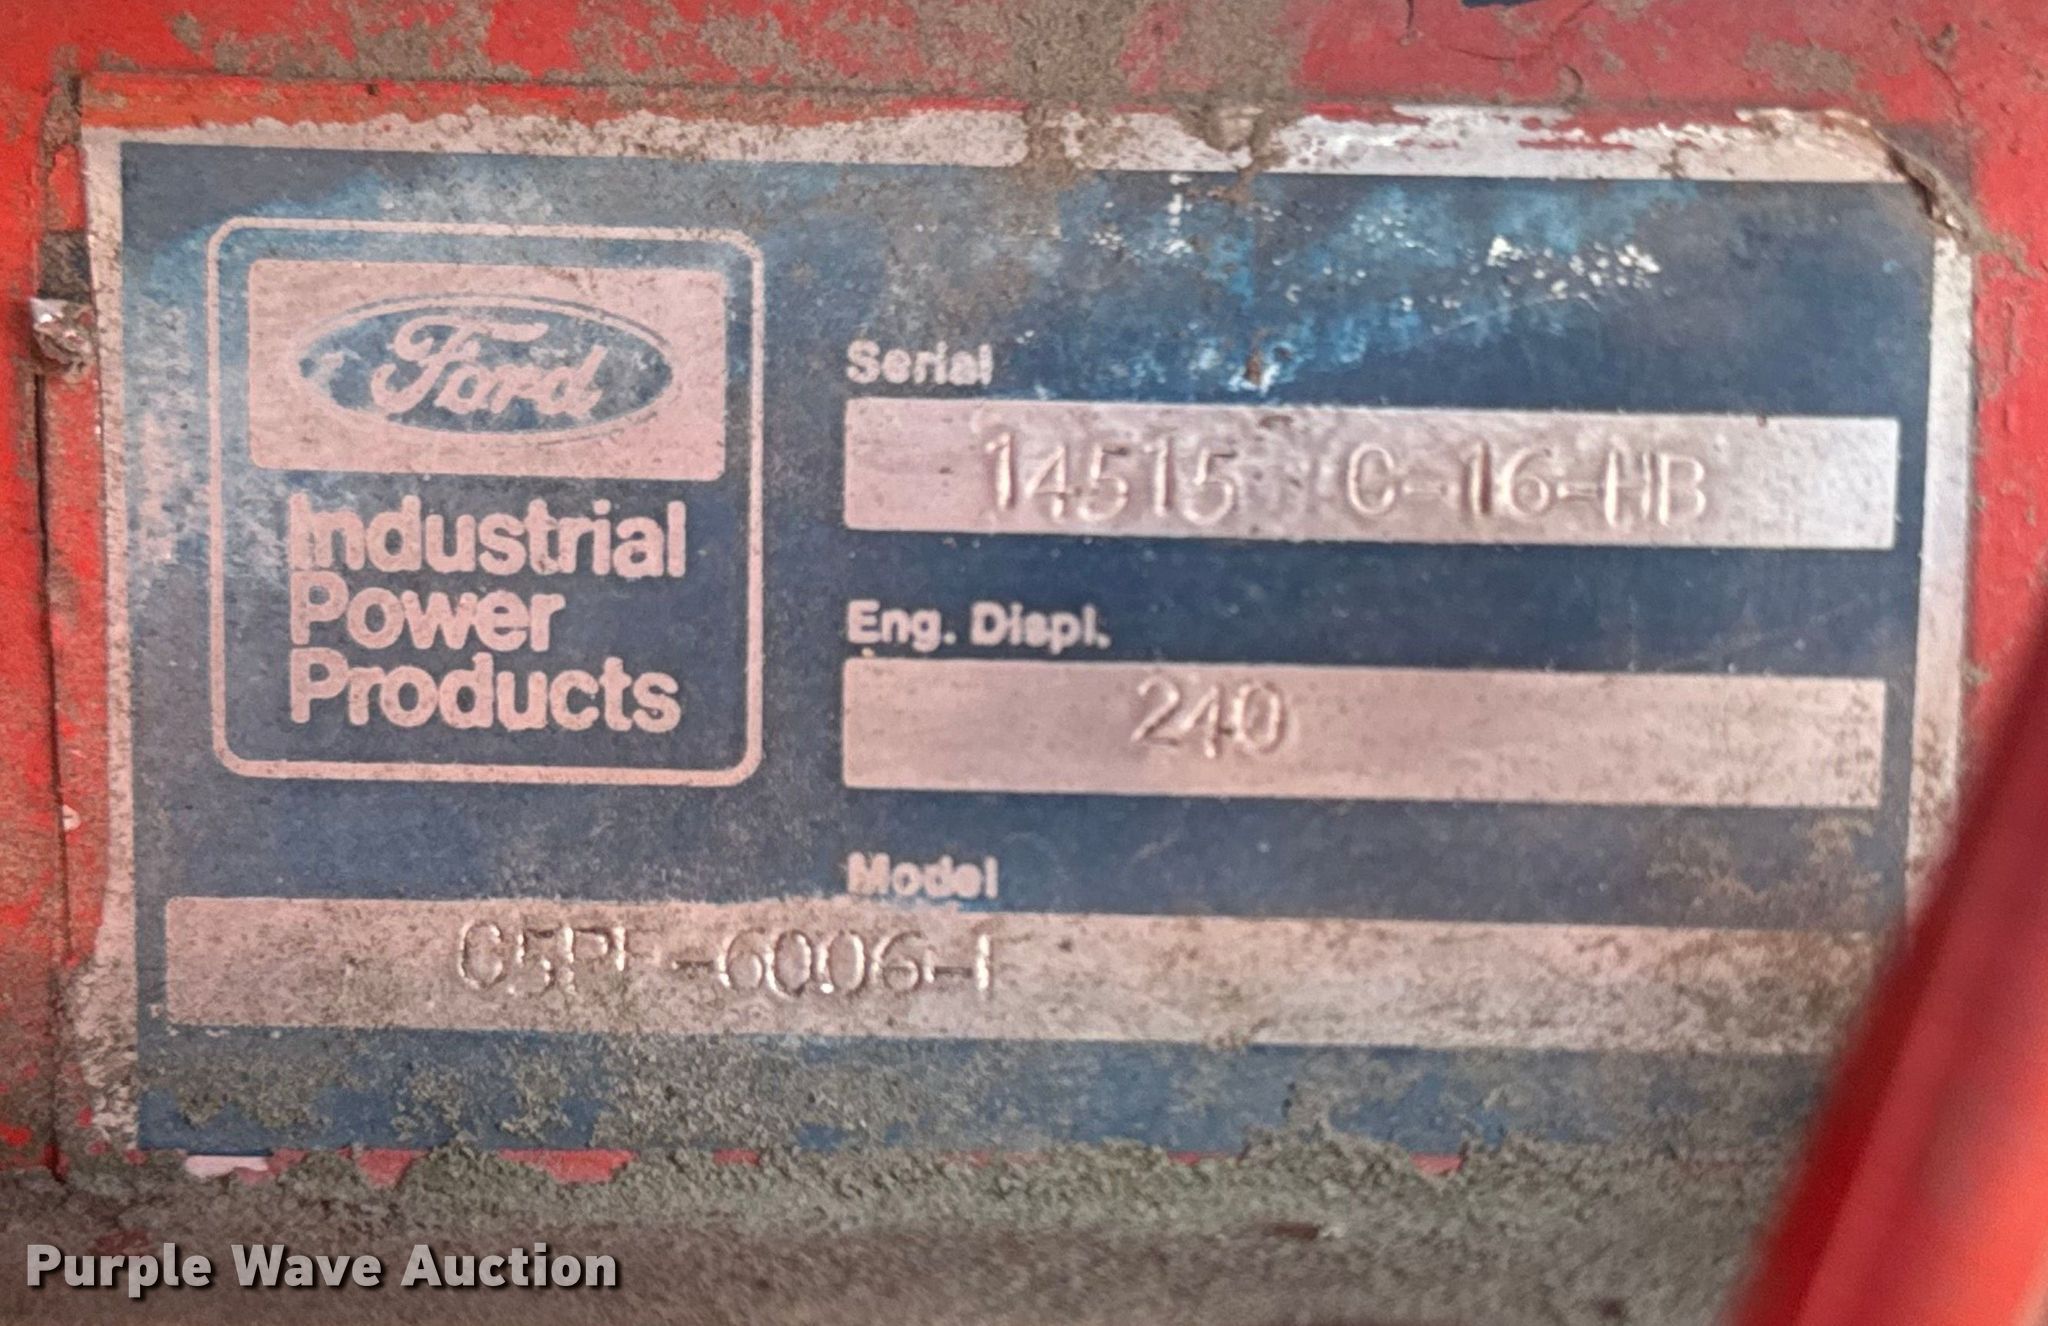 Ford
Industrial
Power
Products
Serial
14515 C-16-HB
Eng. Displ.
240
Model
C5PF-6006-F
Purple Wave Auction